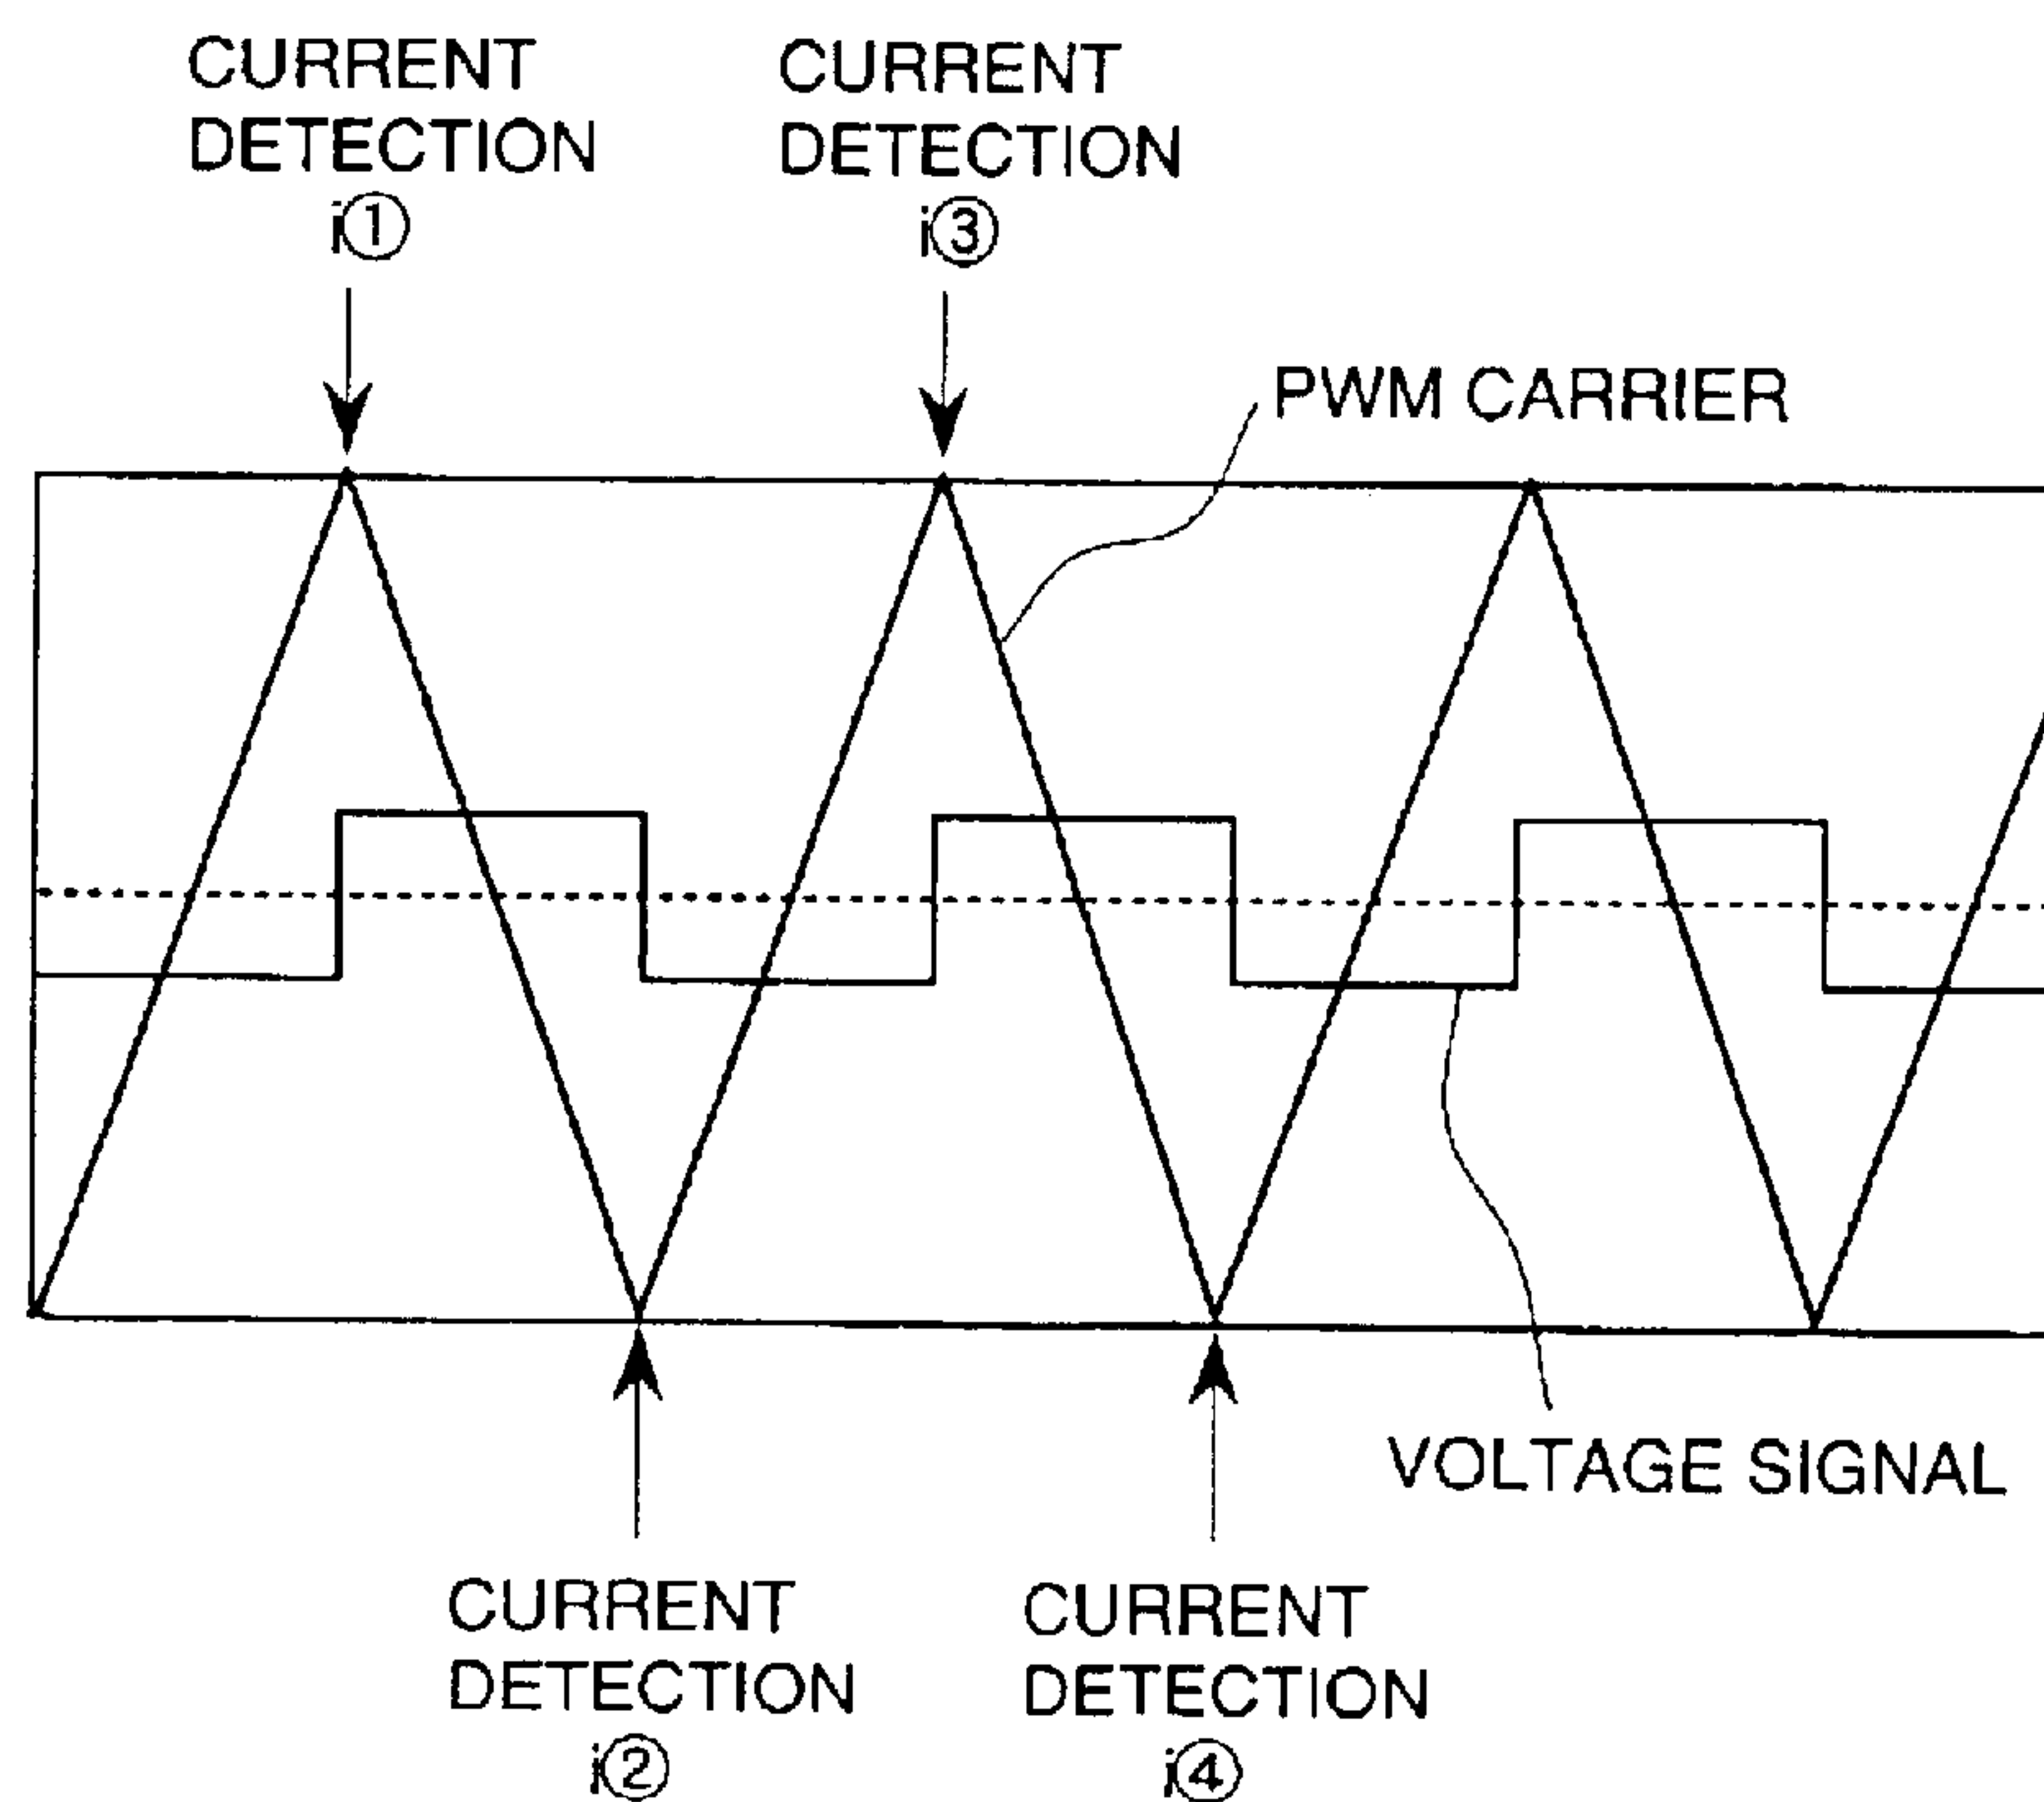 CURRENT
DETECTION
i①
CURRENT
DETECTION
i③
PWM CARRIER
VOLTAGE SIGNAL
CURRENT
DETECTION
i②
CURRENT
DETECTION
i④